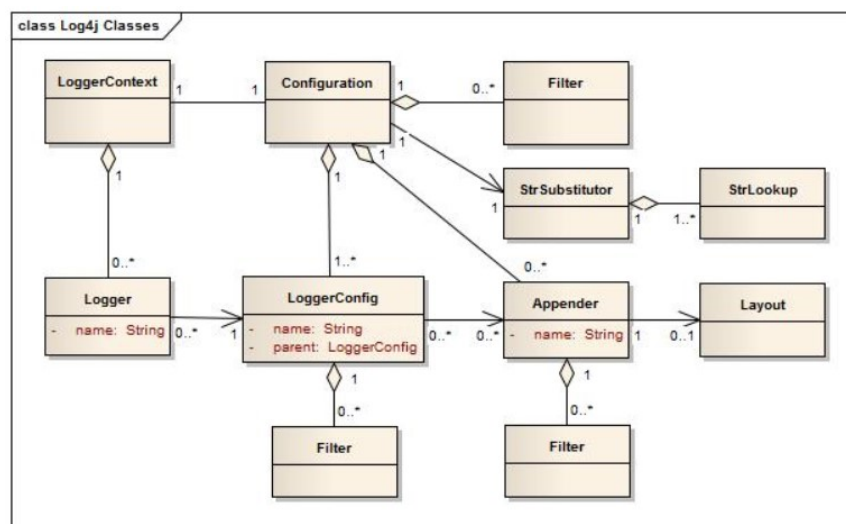 class Log4j Classes
LoggerContext
1
1
Configuration
1
0..*
Filter
1
1
1
1
1
StrSubstitutor
1
1..*
StrLookup
0..*
1..*
0..*
Logger
- name: String
0..*
1
LoggerConfig
- name: String
- parent: LoggerConfig
0..*
0..*
Appender
- name: String
1
0..1
Layout
1
0..*
Filter
1
0..*
Filter